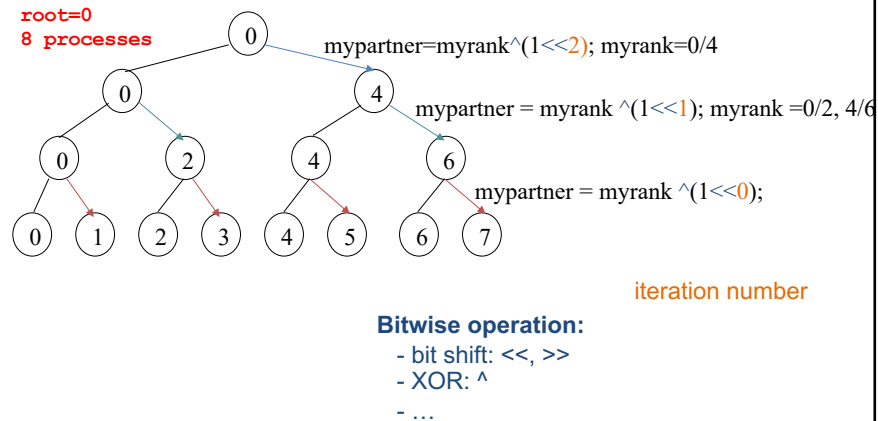 root=0
8 processes
0
mypartner=myrank^(1<<2); myrank=0/4
0 4
mypartner = myrank ^(1<<1); myrank =0/2, 4/6
0 2 4 6
mypartner = myrank ^(1<<0);
0 1 2 3 4 5 6 7
iteration number
Bitwise operation:
- bit shift: <<, >>
- XOR: ^
- …